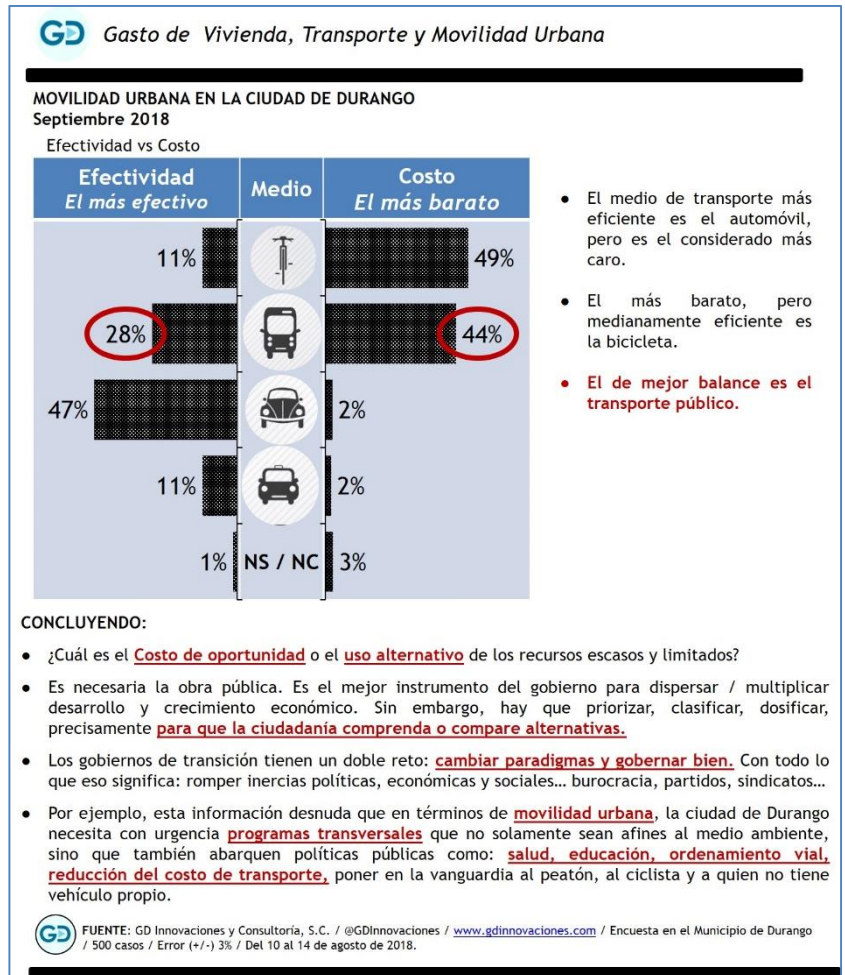 GD Gasto de Vivienda, Transporte y Movilidad Urbana
MOVILIDAD URBANA EN LA CIUDAD DE DURANGO
Septiembre 2018
Efectividad vs Costo
Efectividad
El más efectivo
Medio
Costo
El más barato
11% 49%
28% 44%
47% 2%
11% 2%
1% NS / NC 3%
● El medio de transporte más
eficiente es el automóvil,
pero es el considerado más
caro.
● El más barato, pero
medianamente eficiente es
la bicicleta.
● El de mejor balance es el
transporte público.
CONCLUYENDO:
● ¿Cuál es el Costo de oportunidad o el uso alternativo de los recursos escasos y limitados?
● Es necesaria la obra pública. Es el mejor instrumento del gobierno para dispersar / multiplicar
desarrollo y crecimiento económico. Sin embargo, hay que priorizar, clasificar, dosificar,
precisamente para que la ciudadanía comprenda o compare alternativas.
● Los gobiernos de transición tienen un doble reto: cambiar paradigmas y gobernar bien. Con todo lo
que eso significa: romper inercias políticas, económicas y sociales… burocracia, partidos, sindicatos…
● Por ejemplo, esta información desnuda que en términos de movilidad urbana, la ciudad de Durango
necesita con urgencia programas transversales que no solamente sean afines al medio ambiente,
sino que también abarquen políticas públicas como: salud, educación, ordenamiento vial,
reducción del costo de transporte, poner en la vanguardia al peatón, al ciclista y a quien no tiene
vehículo propio.
GD FUENTE: GD Innovaciones y Consultoría, S.C. / @GDInnovaciones / www.gdinnovaciones.com / Encuesta en el Municipio de Durango
/ 500 casos / Error (+/-) 3% / Del 10 al 14 de agosto de 2018.